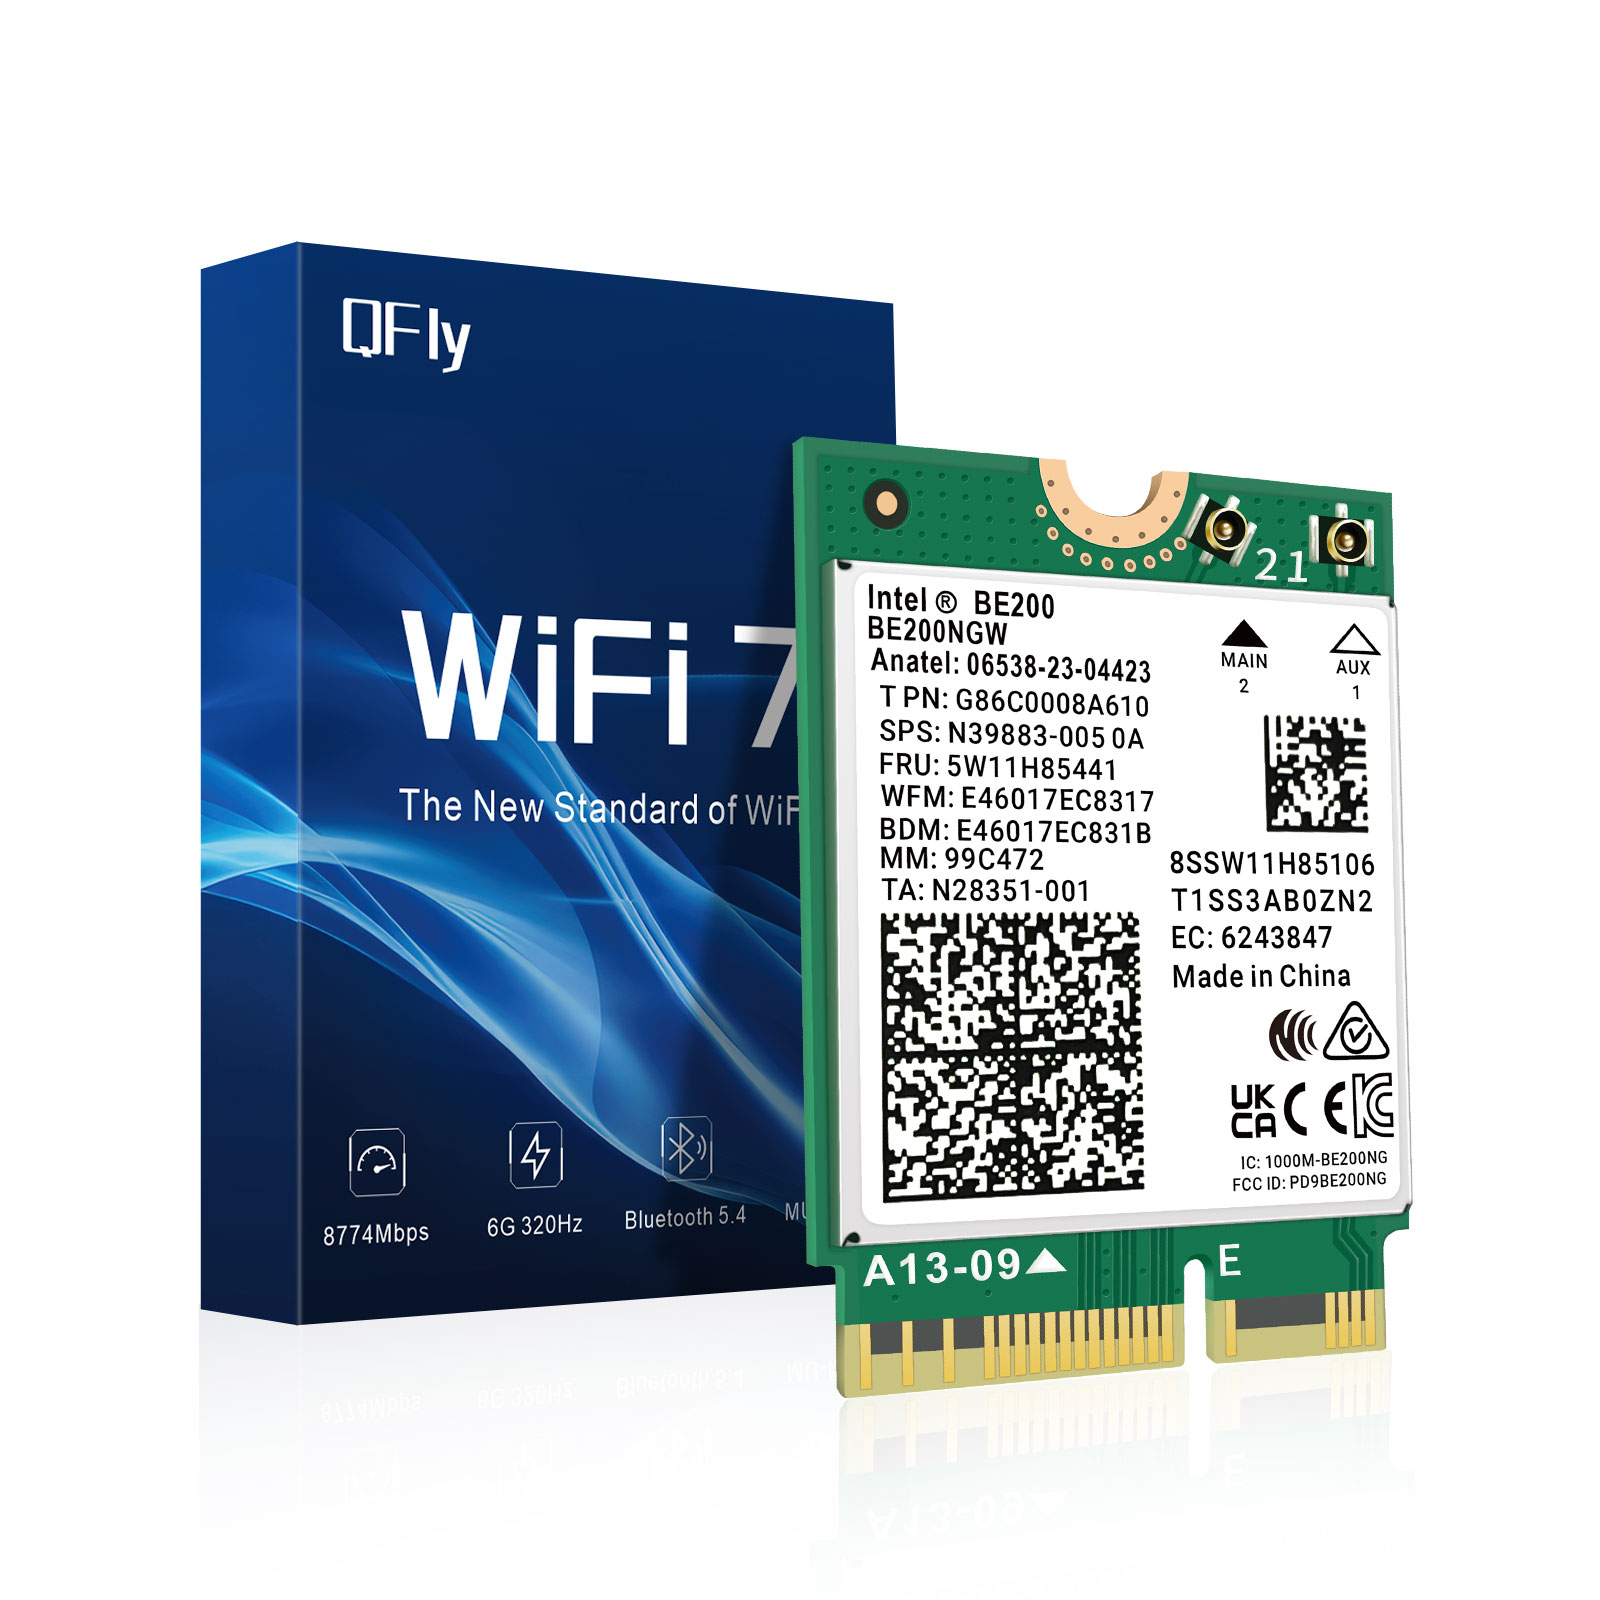 QFly
WiFi 7
The New Standard of WiF
8774Mbps
6G 320Hz
Bluetooth 5.4
MU
21
Intel ® BE200
BE200NGW
Anatel: 06538-23-04423
T PN: G86C0008A610
SPS: N39883-005 0A
FRU: 5W11H85441
WFM: E46017EC8317
BDM: E46017EC831B
MM: 99C472
TA: N28351-001
MAIN
2
AUX
1
8SSW11H85106
T1SS3AB0ZN2
EC: 6243847
Made in China
UK
CA CE
IC: 1000M-BE200NG
FCC ID: PD9BE200NG
A13-09
E